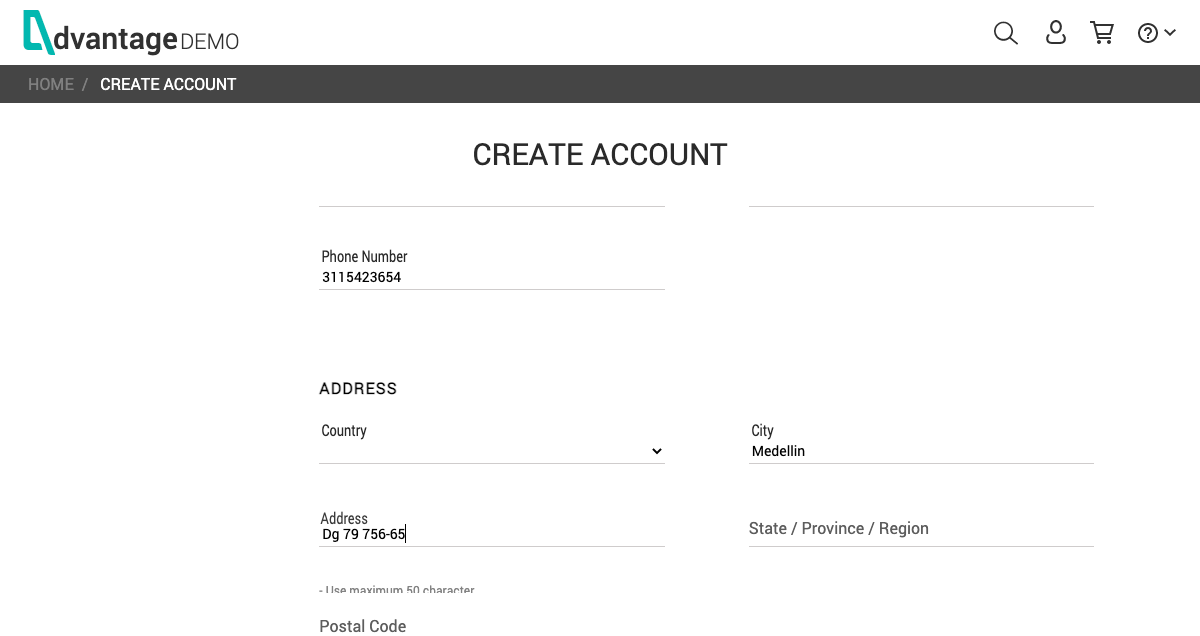 dvantage DEMO
HOME / CREATE ACCOUNT
CREATE ACCOUNT
Phone Number
3115423654
ADDRESS
Country
City
Medellin
Address
Dg 79 756-65
State / Province / Region
- Use maximum 50 character
Postal Code